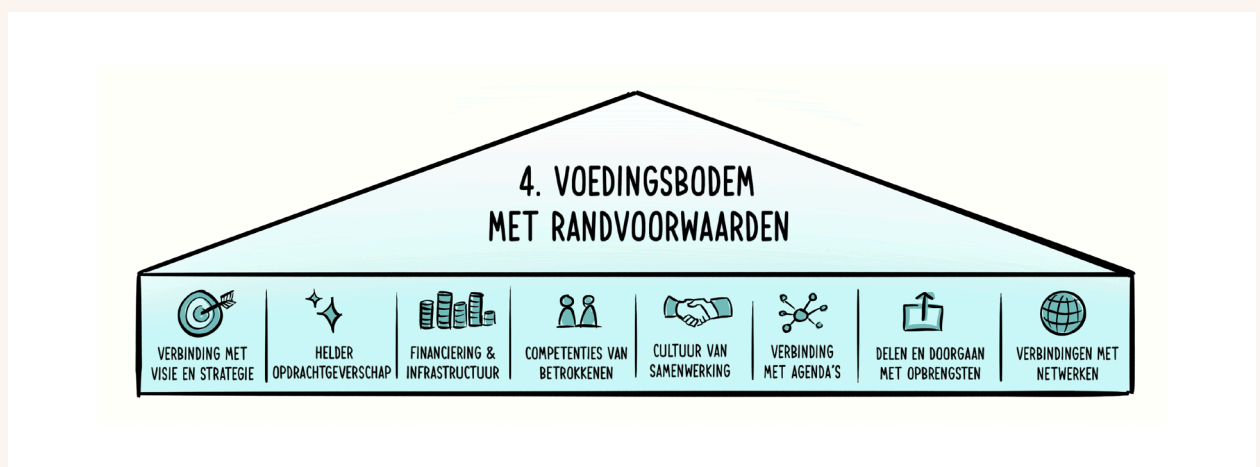 4. VOEDINGSBODEM
MET RANDVOORWAARDEN
VERBINDING MET
VISIE EN STRATEGIE
HELDER
OPDRACHTGEVERSCHAP
FINANCIERING &
INFRASTRUCTUUR
COMPETENTIES VAN
BETROKKENEN
CULTUUR VAN
SAMENWERKING
VERBINDING
MET AGENDA'S
DELEN EN DOORGAAN
MET OPBRENGSTEN
VERBINDINGEN MET
NETWERKEN